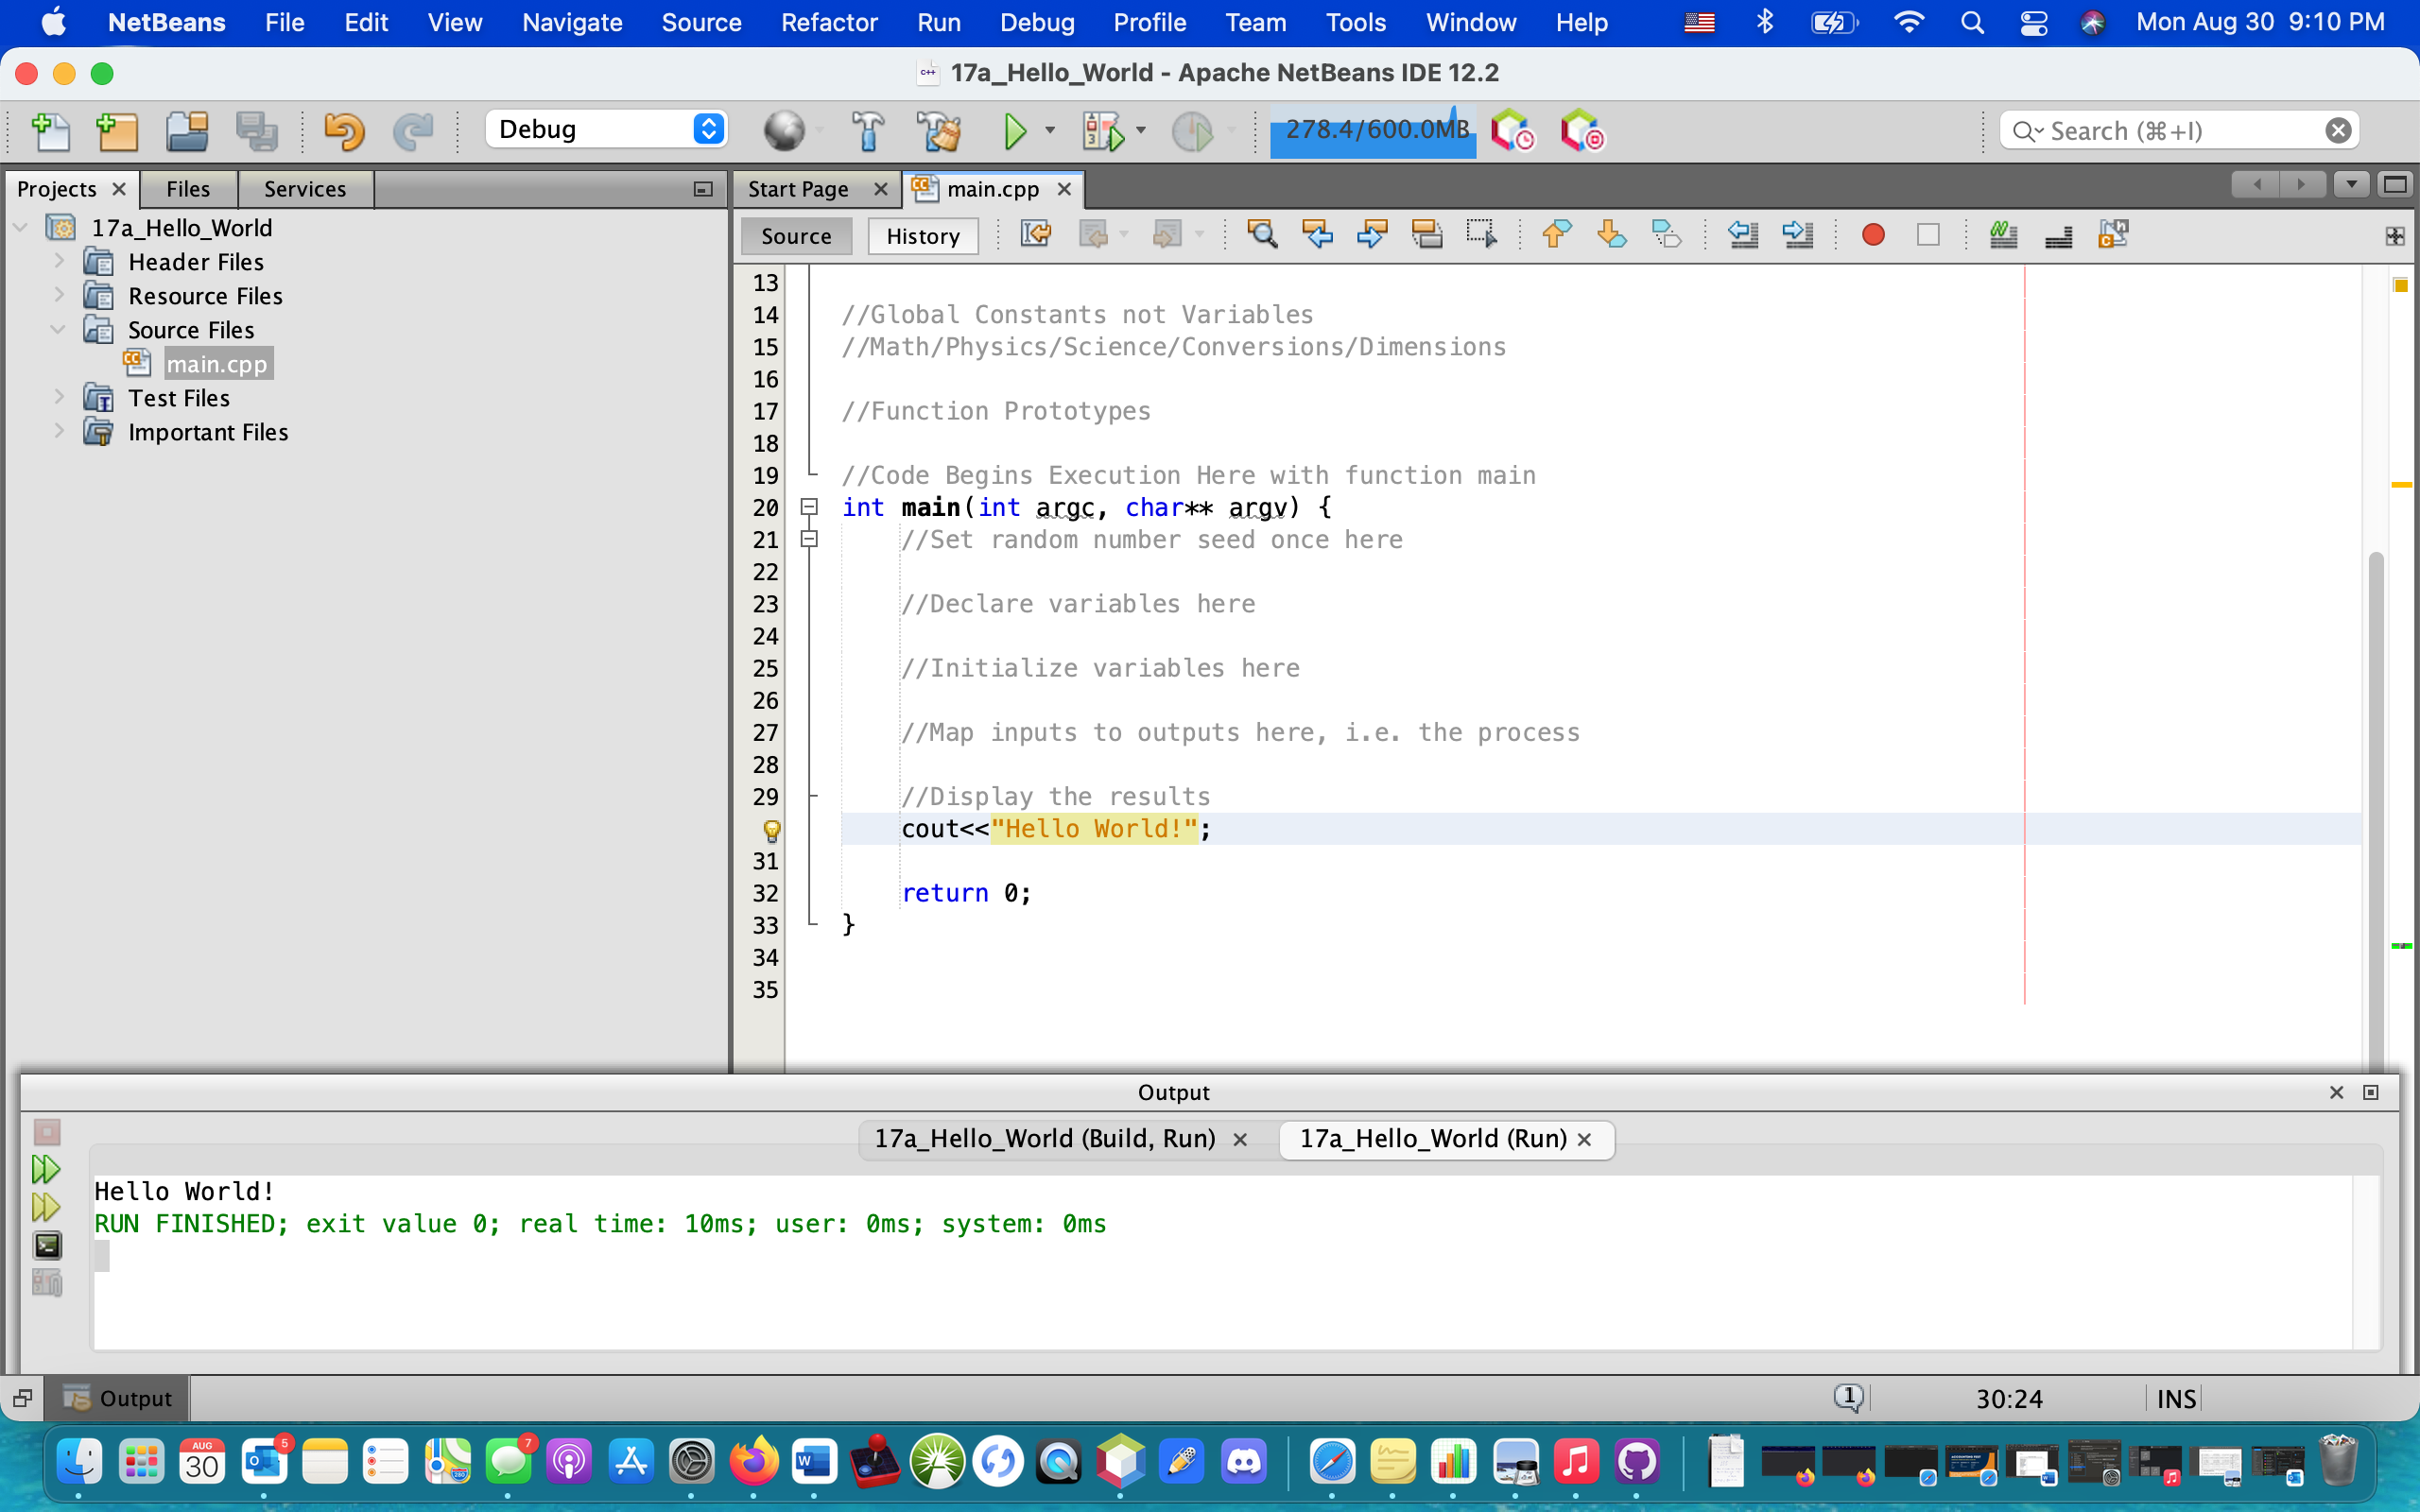 NetBeans File Edit View Navigate Source Refactor Run Debug Profile Team Tools Window Help Mon Aug 30 9:10 PM
C++ 17a_Hello_World - Apache NetBeans IDE 12.2
Debug 278.4/600.0MB Search (⌘+I)
Projects Files Services Start Page main.cpp
Source History
17a_Hello_World
Header Files
Resource Files
Source Files
main.cpp
Test Files
Important Files
13
14 //Global Constants not Variables
15 //Math/Physics/Science/Conversions/Dimensions
16
17 //Function Prototypes
18
19 //Code Begins Execution Here with function main
20 int main(int argc, char** argv) {
21 //Set random number seed once here
22
23 //Declare variables here
24
25 //Initialize variables here
26
27 //Map inputs to outputs here, i.e. the process
28
29 //Display the results
cout<<"Hello World!";
31
32 return 0;
33 }
34
35
Output
17a_Hello_World (Build, Run) 17a_Hello_World (Run)
Hello World!
RUN FINISHED; exit value 0; real time: 10ms; user: 0ms; system: 0ms
Output 1 30:24 INS
AUG
30
5
7
280
W